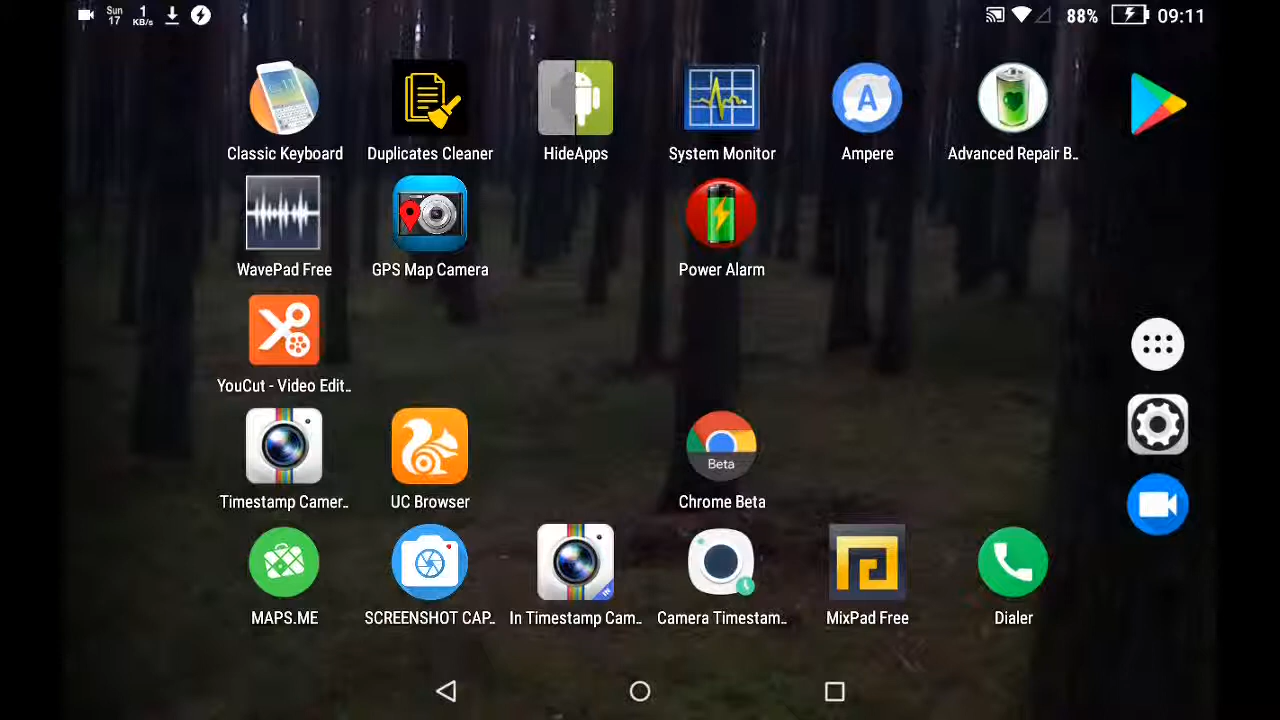 Sun
17
1
KB/s
88%
09:11
A
Classic Keyboard
Duplicates Cleaner
HideApps
System Monitor
Ampere
Advanced Repair B..
WavePad Free
GPS Map Camera
Power Alarm
YouCut - Video Edit..
Beta
Timestamp Camer..
UC Browser
Chrome Beta
IN
MAPS.ME
SCREENSHOT CAP..
In Timestamp Cam..
Camera Timestam..
MixPad Free
Dialer